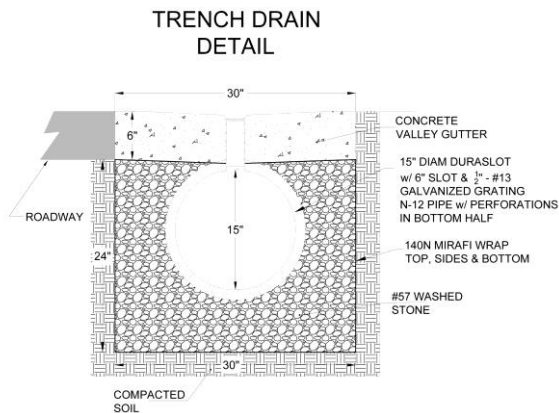 TRENCH DRAIN
DETAIL
30"
6"
CONCRETE
VALLEY GUTTER
15" DIAM DURASLOT
w/ 6" SLOT & ½" - #13
GALVANIZED GRATING
N-12 PIPE w/ PERFORATIONS
IN BOTTOM HALF
ROADWAY
15"
24"
140N MIRAFI WRAP
TOP, SIDES & BOTTOM
#57 WASHED
STONE
30"
COMPACTED
SOIL